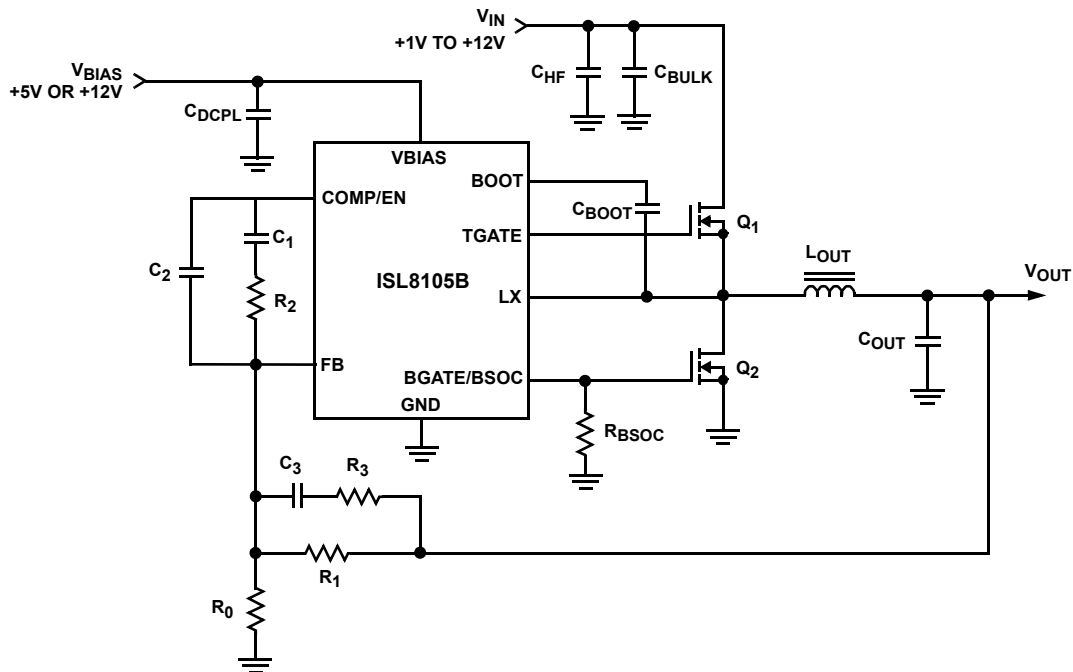 VIN
+1V TO +12V
VBIAS
+5V OR +12V
CHF
CBULK
CDCPL
VBIAS
BOOT
COMP/EN
CBOOT
TGATE
Q1
C1
C2
R2
ISL8105B
LX
LOUT
VOUT
COUT
FB
BGATE/BSOC
Q2
GND
RBSOC
C3
R3
R1
R0